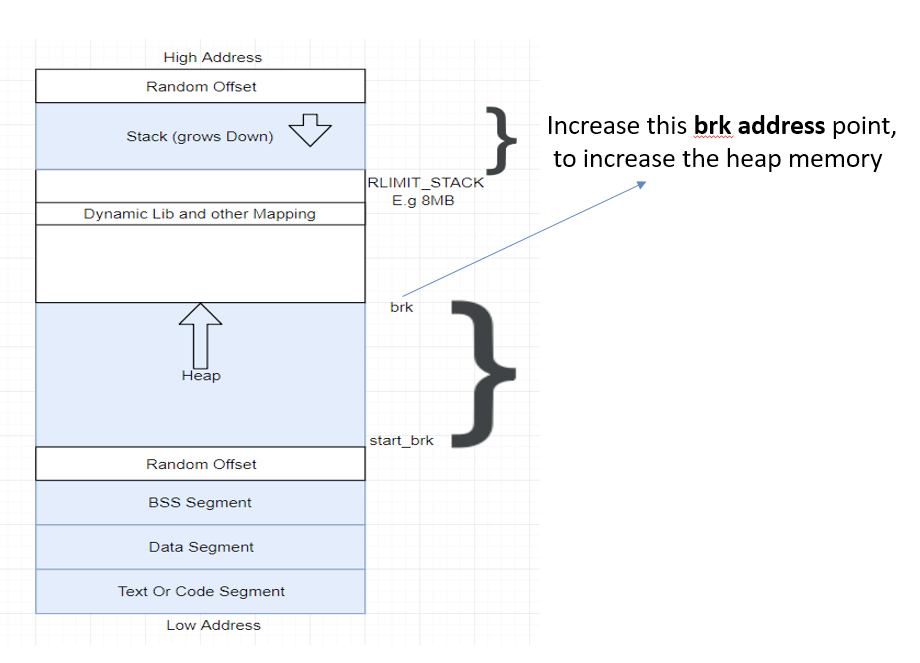 High Address
Random Offset
Stack (grows Down)
Increase this brk address point,
to increase the heap memory
RLIMIT_STACK
E.g 8MB
Dynamic Lib and other Mapping
brk
Heap
start_brk
Random Offset
BSS Segment
Data Segment
Text Or Code Segment
Low Address